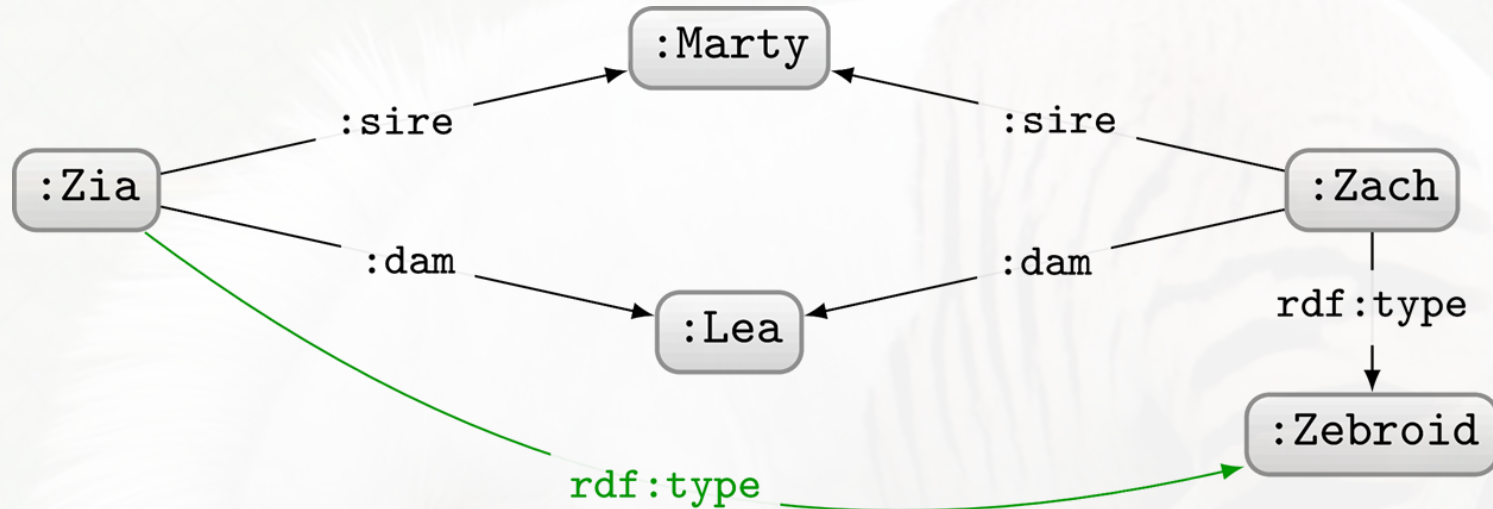 :Marty
:sire
:sire
:Zia
:Zach
:dam
:dam
:Lea
rdf:type
:Zebroid
rdf:type